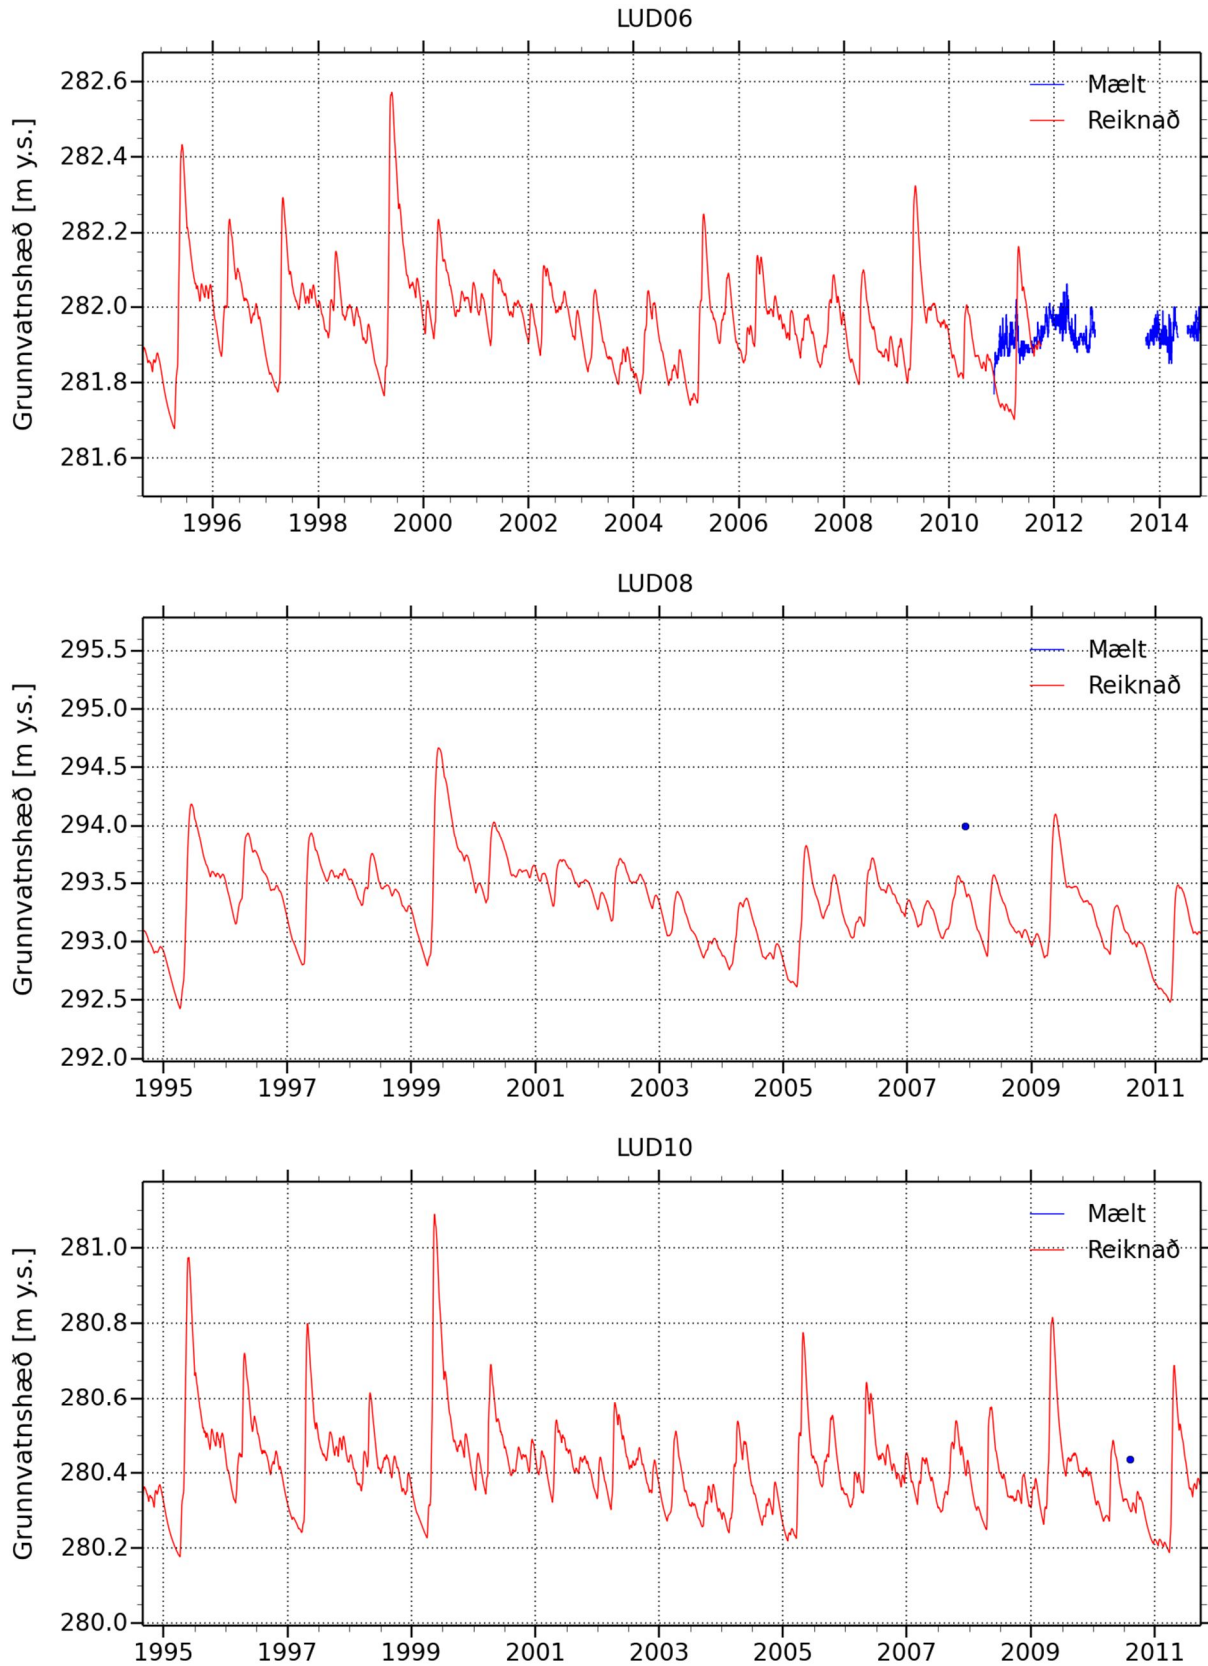 LUD06
Grunnvatnshæð [m y.s.]
282.6
282.4
282.2
282.0
281.8
281.6
Mælt
Reiknað
1996 1998 2000 2002 2004 2006 2008 2010 2012 2014
LUD08
Grunnvatnshæð [m y.s.]
295.5
295.0
294.5
294.0
293.5
293.0
292.5
292.0
Mælt
Reiknað
1995 1997 1999 2001 2003 2005 2007 2009 2011
LUD10
Grunnvatnshæð [m y.s.]
281.0
280.8
280.6
280.4
280.2
280.0
Mælt
Reiknað
1995 1997 1999 2001 2003 2005 2007 2009 2011